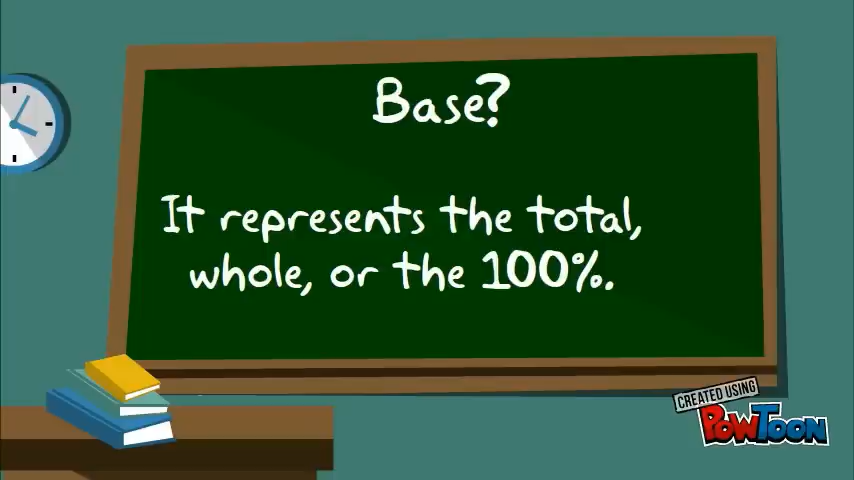 Base?
It represents the total,
whole, or the 100%.
CREATED USING
POWTOON